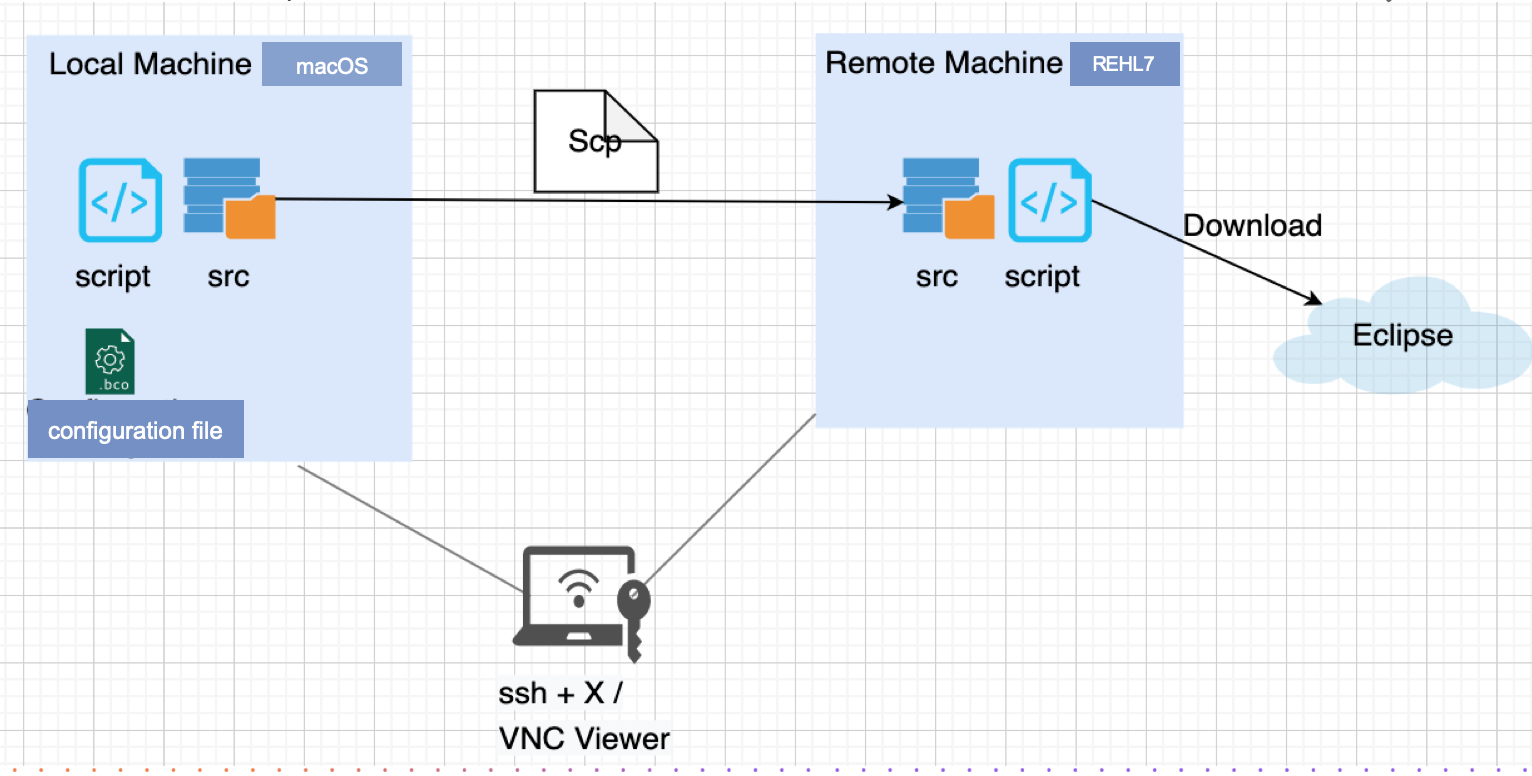 Local Machine
macOS
Remote Machine
REHL7
Scp
</>
</>
script
src
src
script
Download
Eclipse
.bco
configuration file
ssh + X /
VNC Viewer